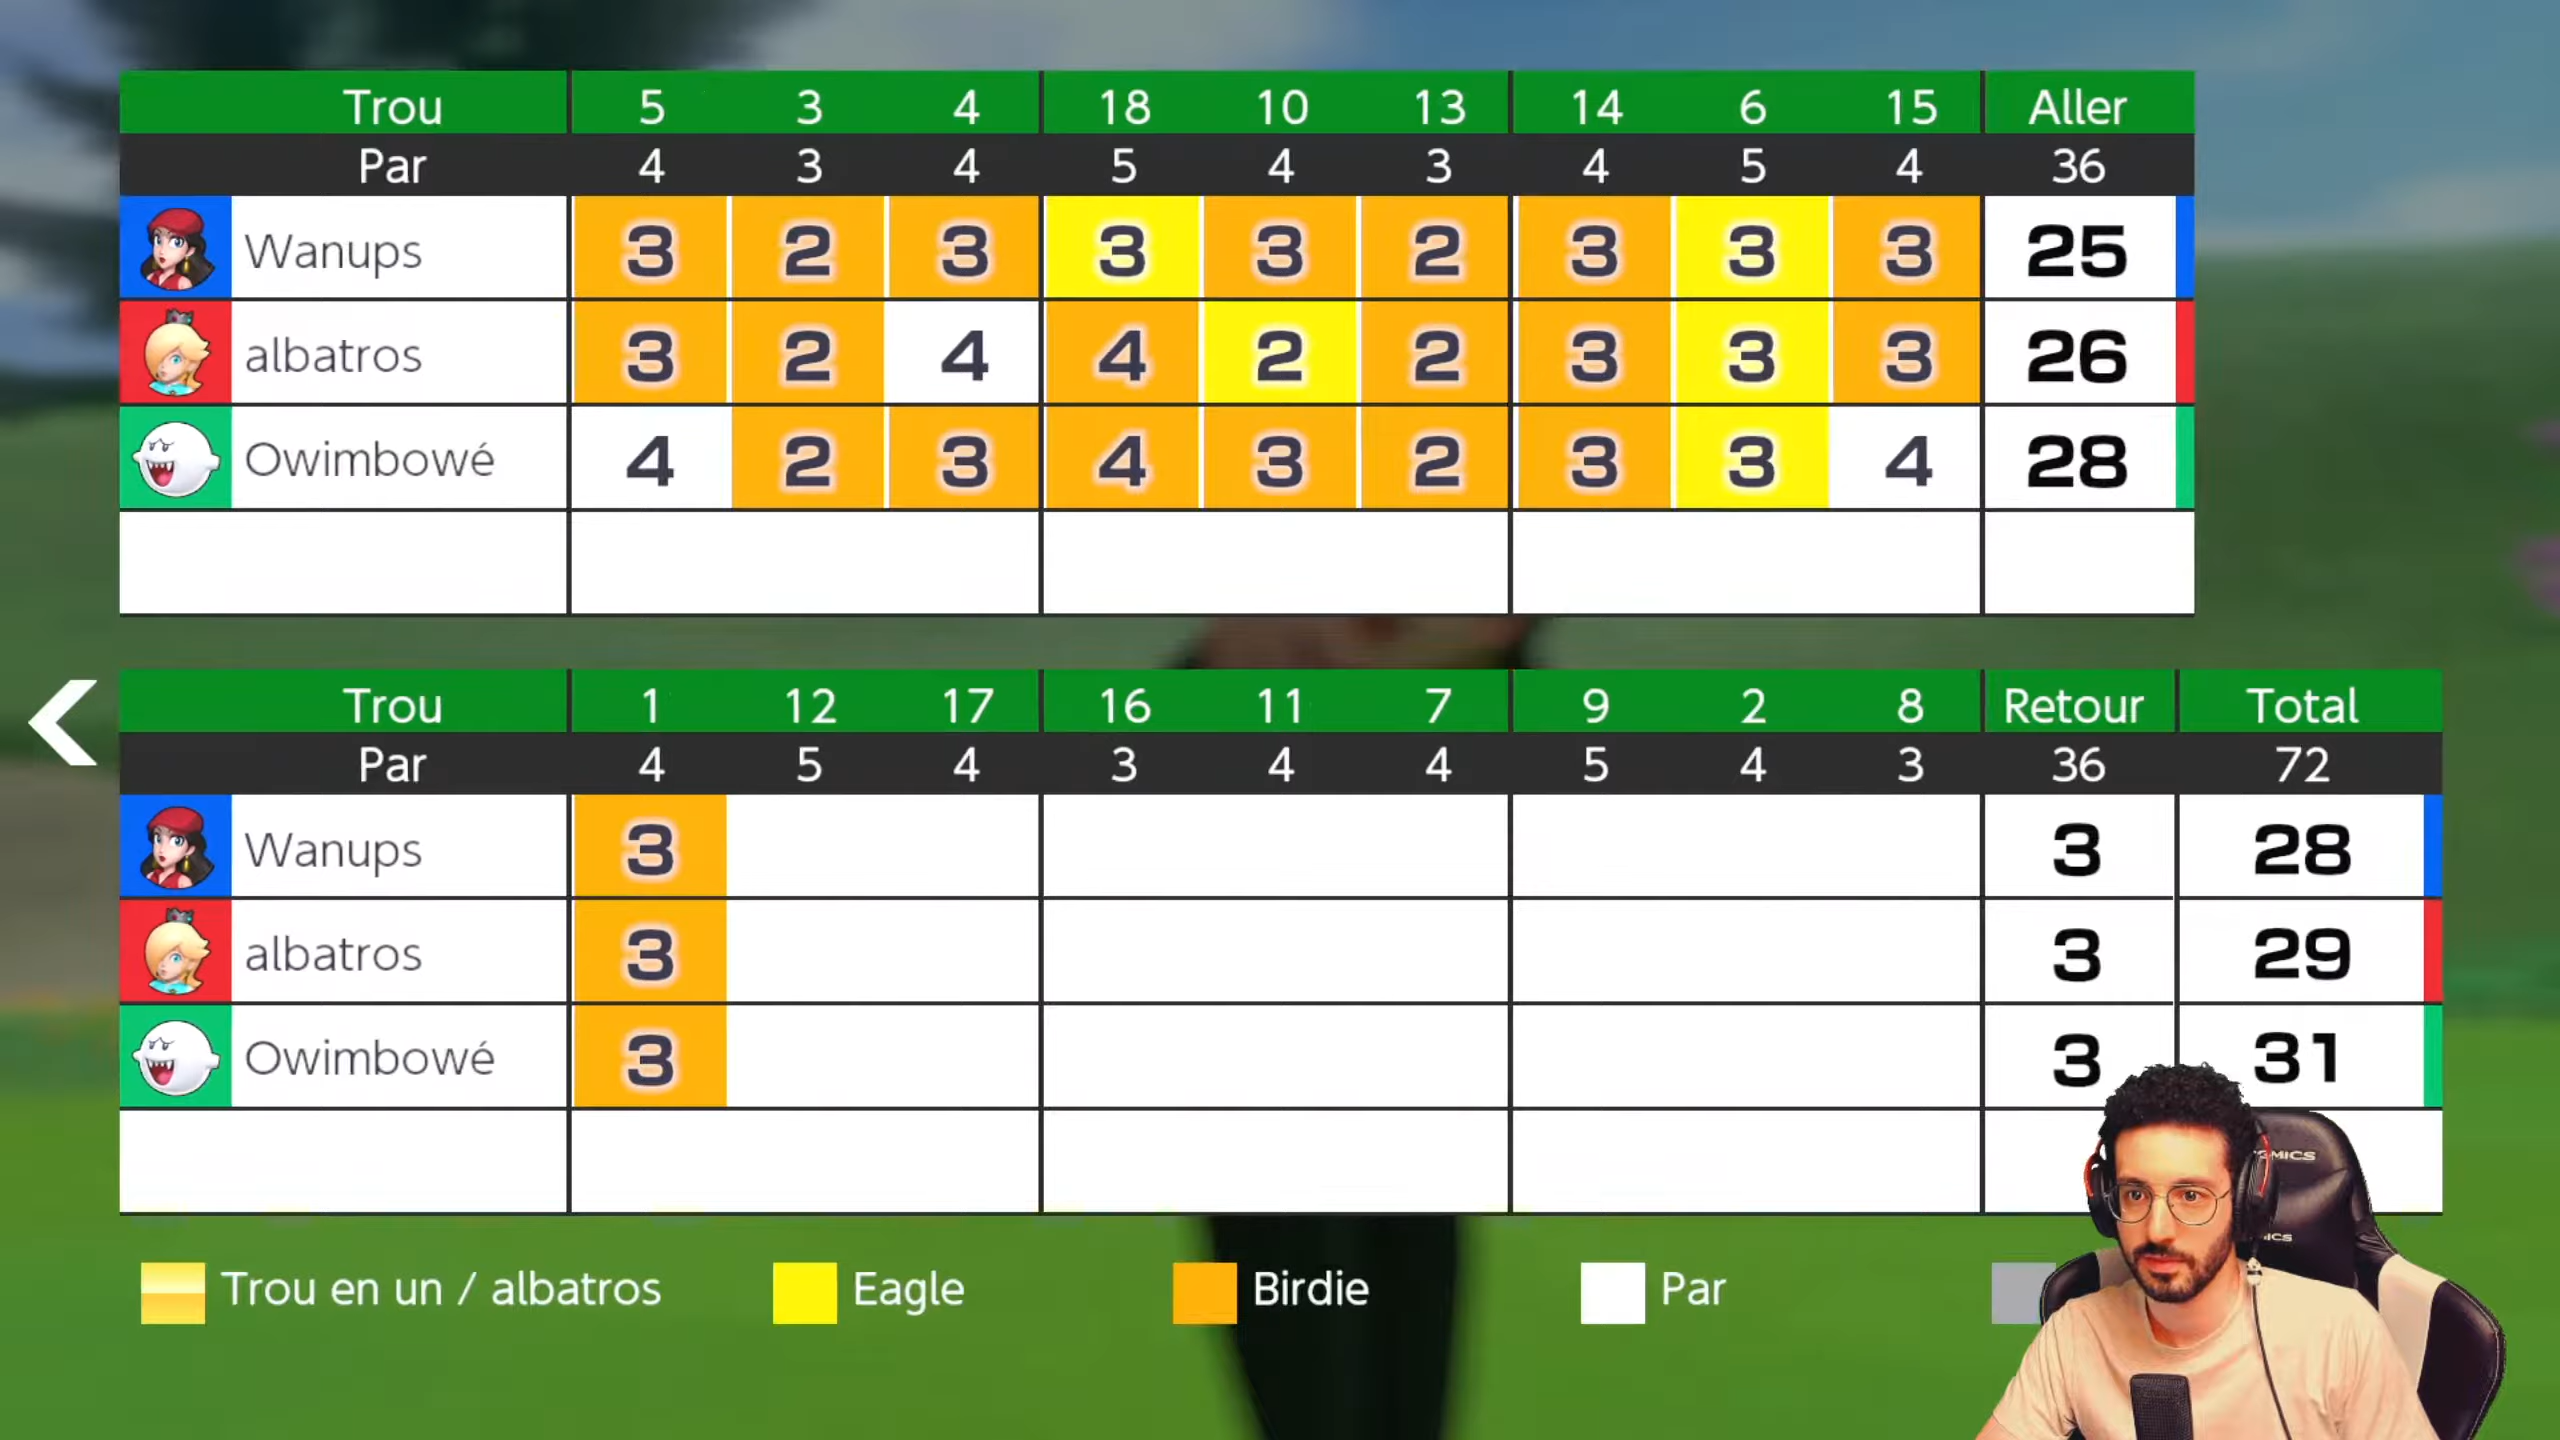 Trou 5 3 4 18 10 13 14 6 15 Aller
Par 4 3 4 5 4 3 4 5 4 36
Wanups 3 2 3 3 3 2 3 3 3 25
albatros 3 2 4 4 2 2 3 3 3 26
Owimbowé 4 2 3 4 3 2 3 3 4 28
Trou 1 12 17 16 11 7 9 2 8 Retour Total
Par 4 5 4 3 4 4 5 4 3 36 72
Wanups 3 3 28
albatros 3 3 29
Owimbowé 3 3 31
Trou en un / albatros Eagle Birdie Par